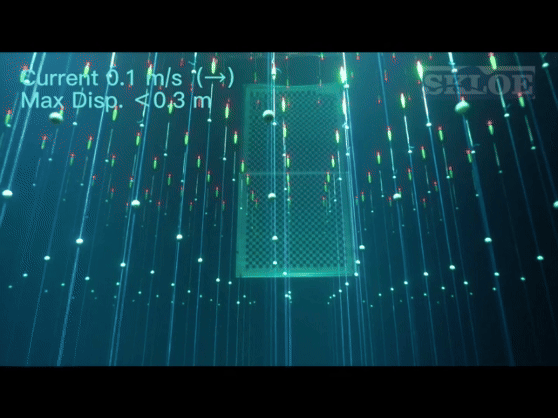 Current 0.1 m/s (→)
Max Disp. <0.3 m
SKLOE